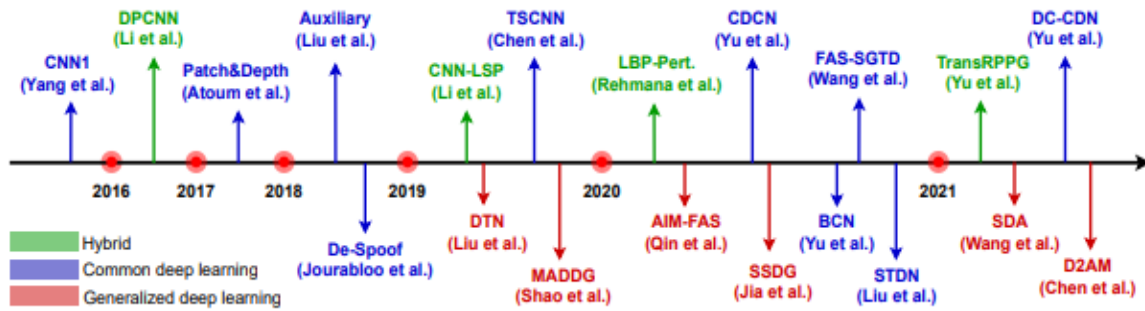 DPCNN
(Li et al.)
Auxiliary
(Liu et al.)
TSCNN
(Chen et al.)
CDCN
(Yu et al.)
DC-CDN
(Yu et al.)
CNN1
(Yang et al.)
Patch&Depth
(Atoum et al.)
CNN-LSP
(Li et al.)
LBP-Pert.
(Rehmana et al.)
FAS-SGTD
(Wang et al.)
TransRPPG
(Yu et al.)
2016
2017
2018
2019
2020
2021
De-Spoof
(Jourabloo et al.)
DTN
(Liu et al.)
MADDG
(Shao et al.)
AIM-FAS
(Qin et al.)
SSDG
(Jia et al.)
BCN
(Yu et al.)
STDN
(Liu et al.)
SDA
(Wang et al.)
D2AM
(Chen et al.)
Hybrid
Common deep learning
Generalized deep learning